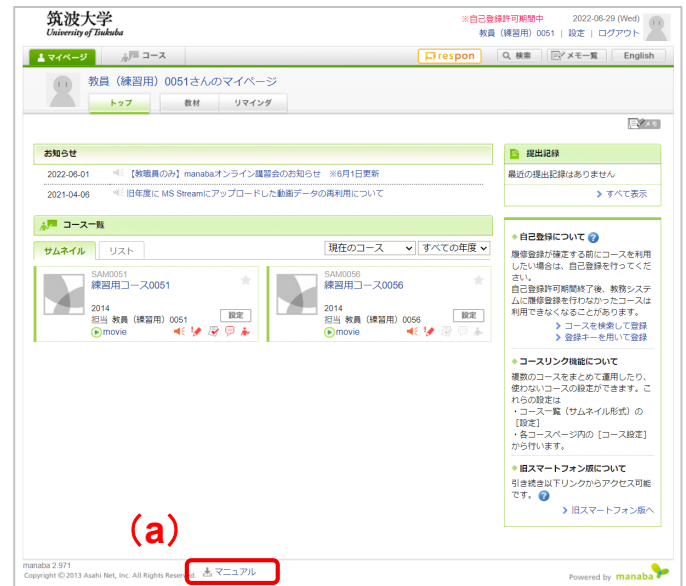 筑波大学
University of Tsukuba
※自己登録許可期間中 2022-06-29 (Wed)
教員（練習用）0051 | 設定 | ログアウト
マイページ コース respon 検索 メモ一覧 English
教員（練習用）0051さんのマイページ
トップ 教材 リマインダ
メモ
お知らせ
2022-06-01 【教職員のみ】manabaオンライン講習会のお知らせ ※6月1日更新
2021-04-06 旧年度に MS Streamにアップロードした動画データの再利用について
コース一覧
サムネイル リスト 現在のコース すべての年度
SAM0051
練習用コース0051
2014
担当 教員（練習用）0051
設定
movie
SAM0056
練習用コース0056
2014
担当 教員（練習用）0056
設定
movie
提出記録
最近の提出記録はありません
すべて表示
自己登録について
履修登録が確定する前にコースを利用
したい場合は、自己登録を行ってくだ
さい。
自己登録許可期間終了後、教務システ
ムに履修登録を行わなかったコースは
利用できなくなることがあります。
コースを検索して登録
登録キーを用いて登録
コースリンク機能について
複数のコースをまとめて運用したり、
使わないコースの設定ができます。こ
れらの設定は
・コース一覧（サムネイル形式）の
［設定］
・各コースページ内の［コース設定］
から行います。
旧スマートフォン版について
引き続き以下リンクからアクセス可能
です。
旧スマートフォン版へ
(a)
manaba 2.971
Copyright © 2013 Asahi Net, Inc. All Rights Reserved.
マニュアル
Powered by manaba